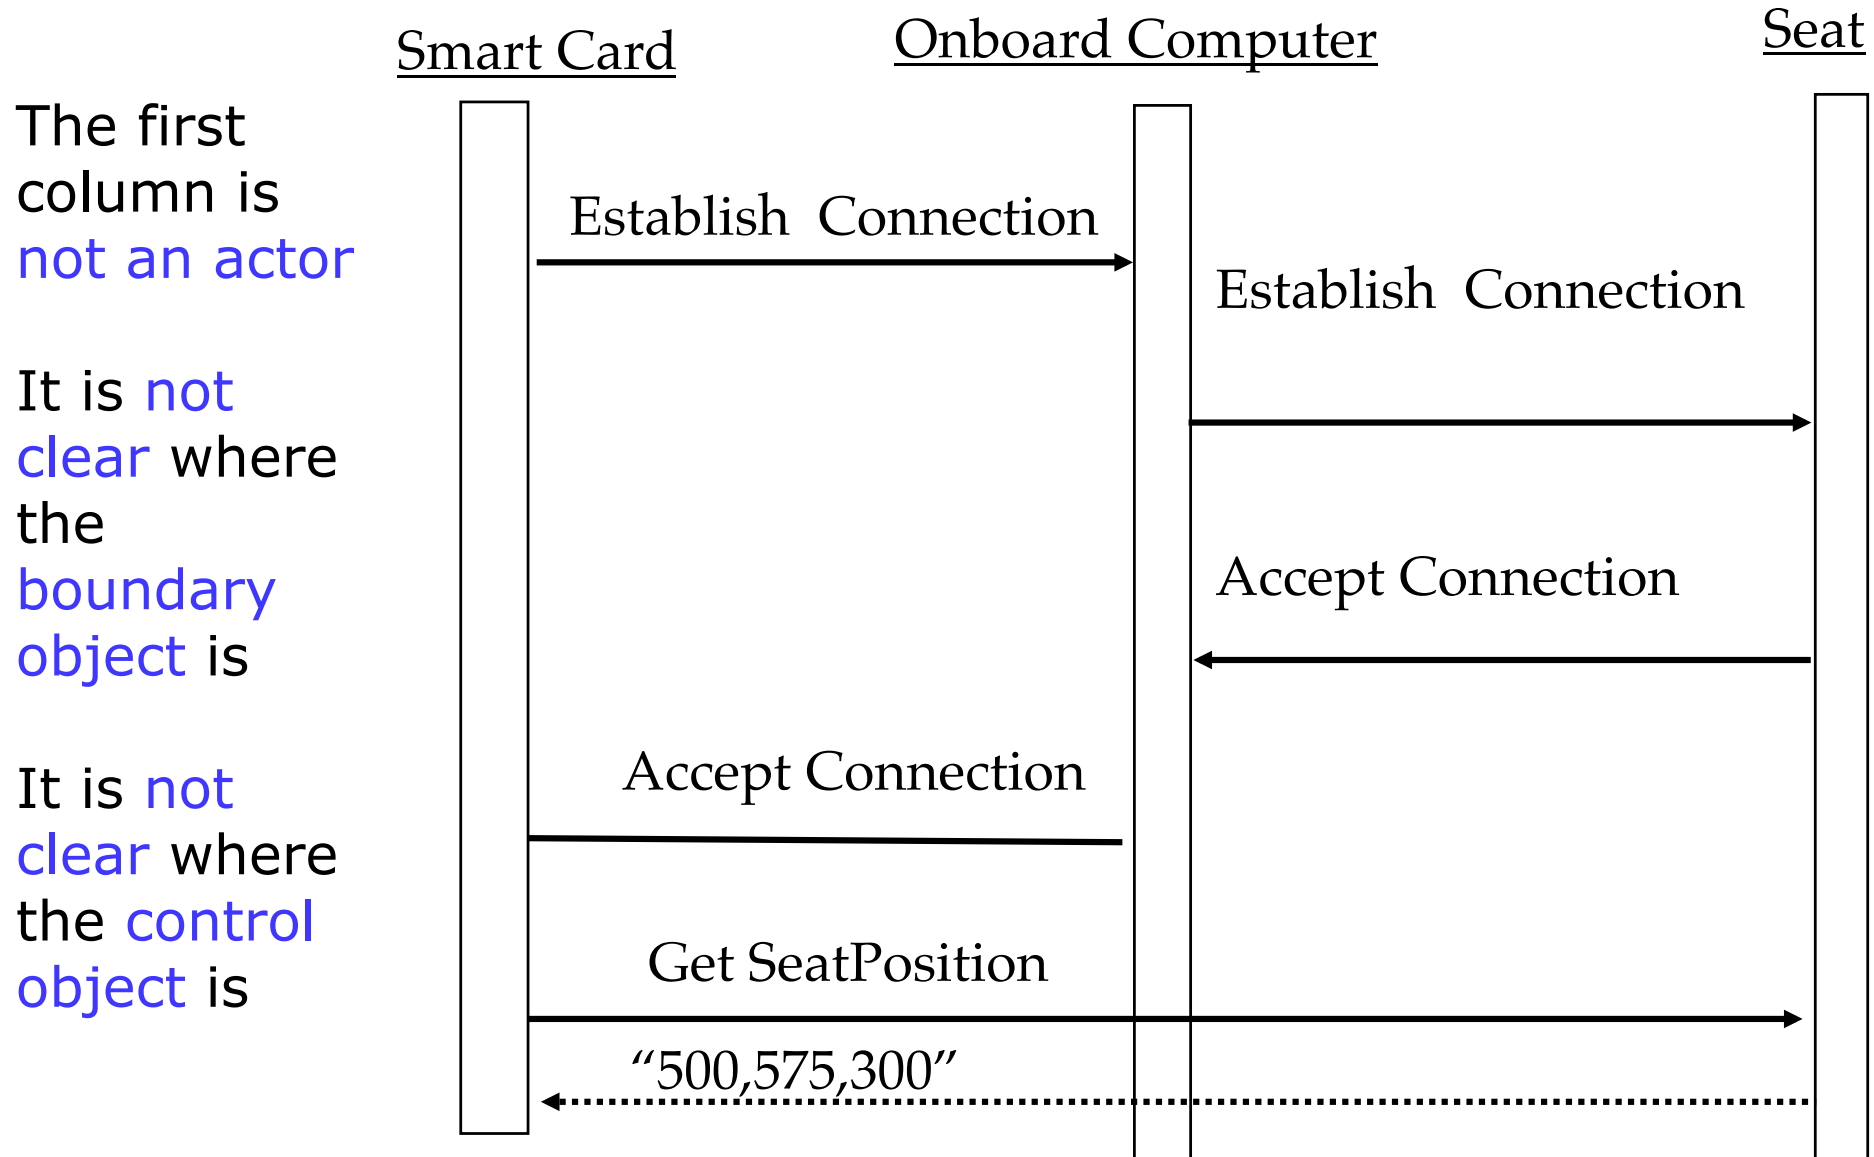 Smart Card
Onboard Computer
Seat
The first
column is
not an actor
It is not
clear where
the
boundary
object is
It is not
clear where
the control
object is
Establish Connection
Establish Connection
Accept Connection
Accept Connection
Get SeatPosition
“500,575,300”